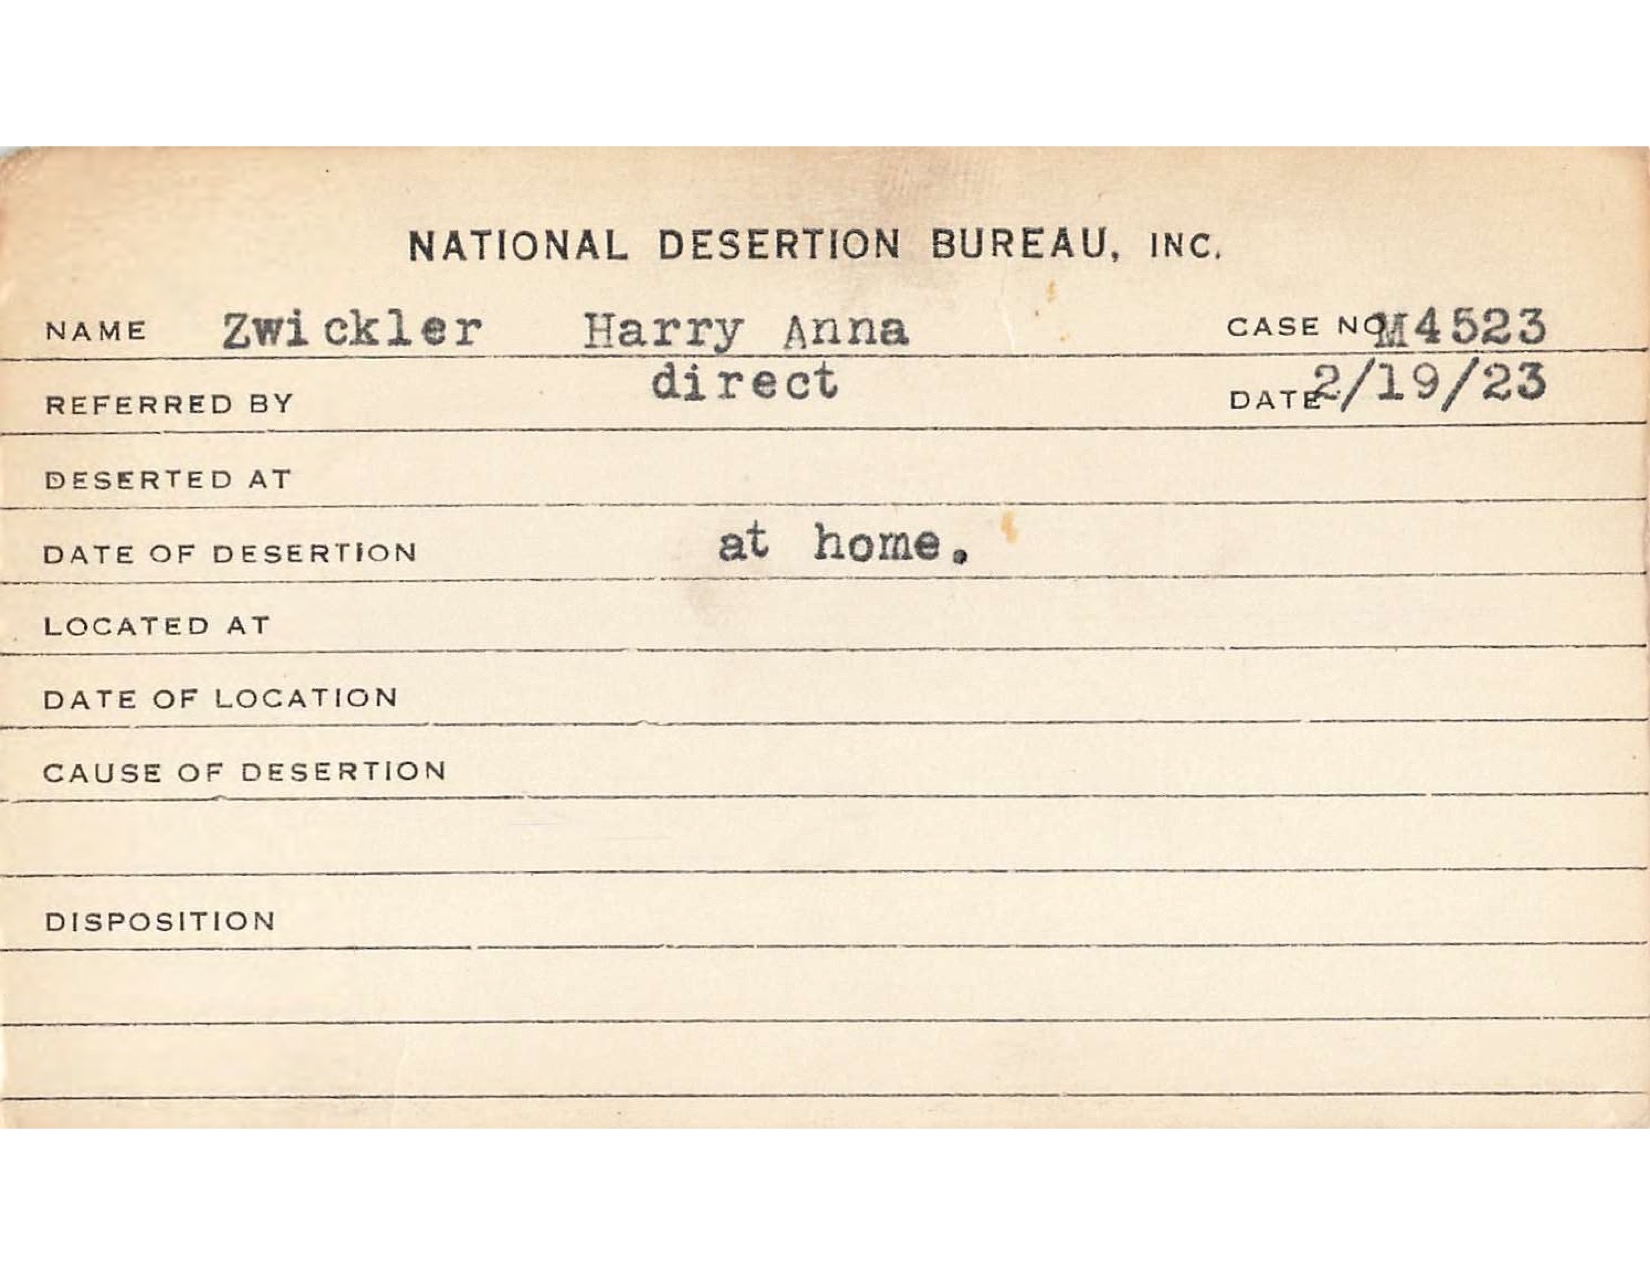 NATIONAL DESERTION BUREAU, INC.
NAME Zwickler Harry Anna CASE NO. M4523
REFERRED BY direct DATE 2/19/23
DESERTED AT
DATE OF DESERTION at home.
LOCATED AT
DATE OF LOCATION
CAUSE OF DESERTION
DISPOSITION